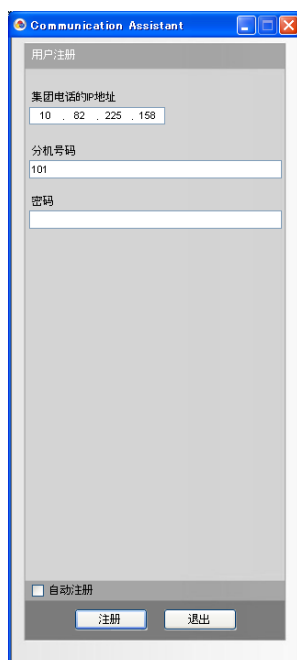 Communication Assistant
用户注册
集团电话的IP地址
10 . 82 . 225 . 158
分机号码
101
密码
自动注册
注册 退出